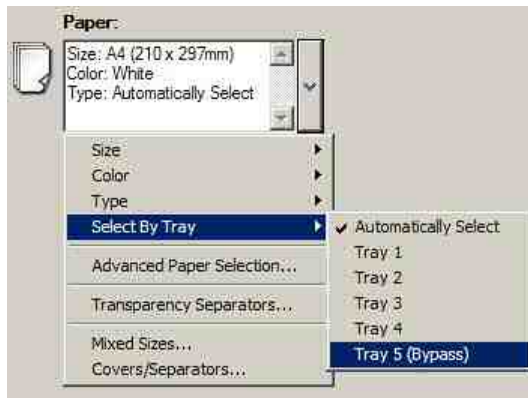 Paper:
Size: A4 (210 x 297mm)
Color: White
Type: Automatically Select
Size
Color
Type
Select By Tray
Advanced Paper Selection...
Transparency Separators...
Mixed Sizes...
Covers/Separators...
Automatically Select
Tray 1
Tray 2
Tray 3
Tray 4
Tray 5 (Bypass)